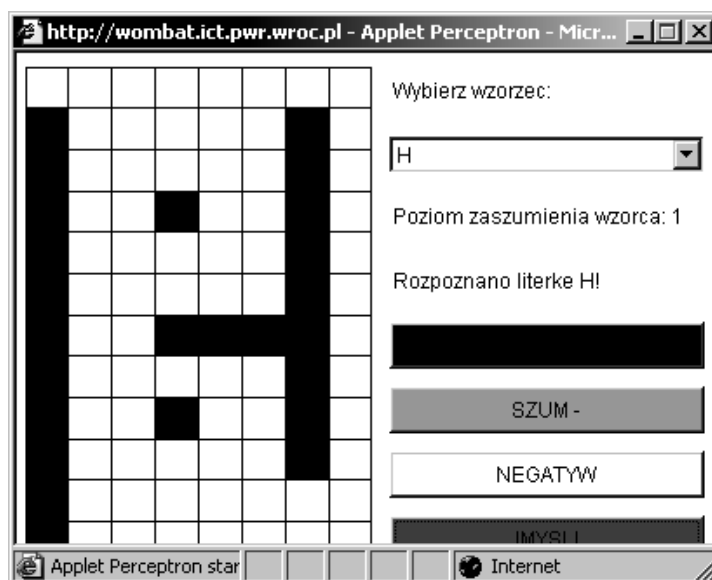 http://wombat.ict.pwr.wroc.pl - Applet Perceptron - Micr...
Wybierz wzorzec:
H
Poziom zaszumienia wzorca: 1
Rozpoznano literke H!
SZUM -
NEGATYW
Applet Perceptron star
Internet